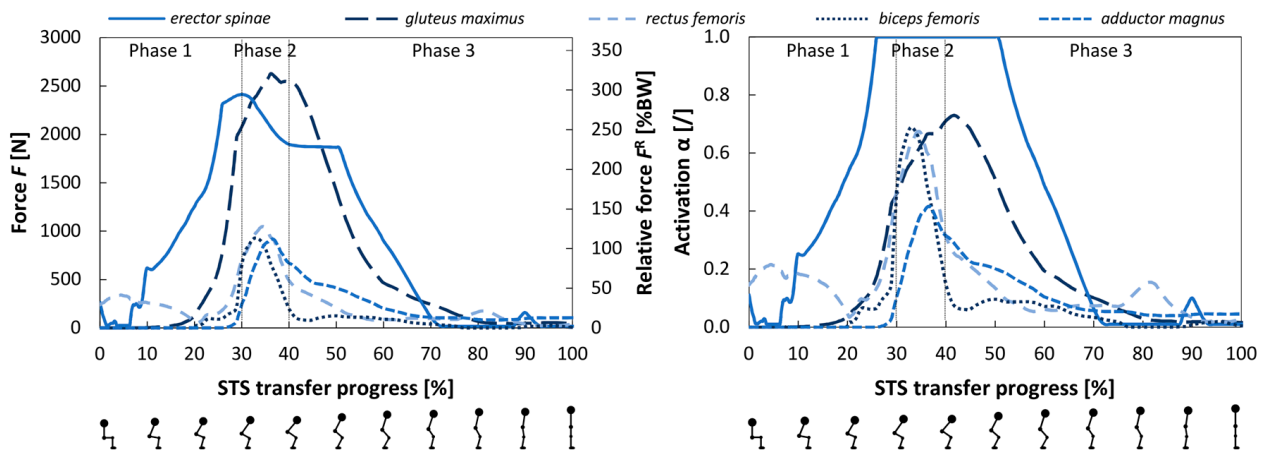 erector spinae gluteus maximus rectus femoris biceps femoris adductor magnus
Phase 1 Phase 2 Phase 3
3000
2500
2000
1500
1000
500
0
Force F [N]
350
300
250
200
150
100
50
0
Relative force Fᴿ [%BW]
0 10 20 30 40 50 60 70 80 90 100
STS transfer progress [%]
Phase 1 Phase 2 Phase 3
1.0
0.8
0.6
0.4
0.2
0.0
Activation α [/]
0 10 20 30 40 50 60 70 80 90 100
STS transfer progress [%]